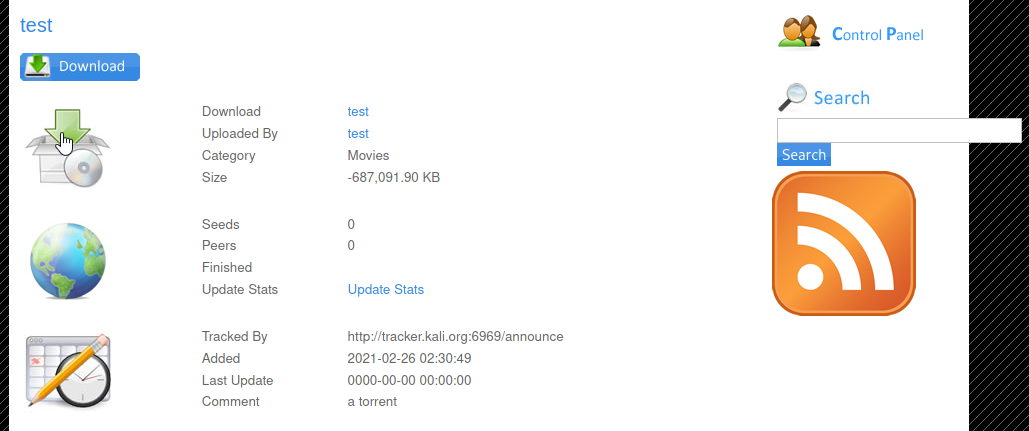 test
Download
Download test
Uploaded By test
Category Movies
Size -687,091.90 KB
Seeds 0
Peers 0
Finished
Update Stats Update Stats
Tracked By http://tracker.kali.org:6969/announce
Added 2021-02-26 02:30:49
Last Update 0000-00-00 00:00:00
Comment a torrent
Control Panel
Search
Search